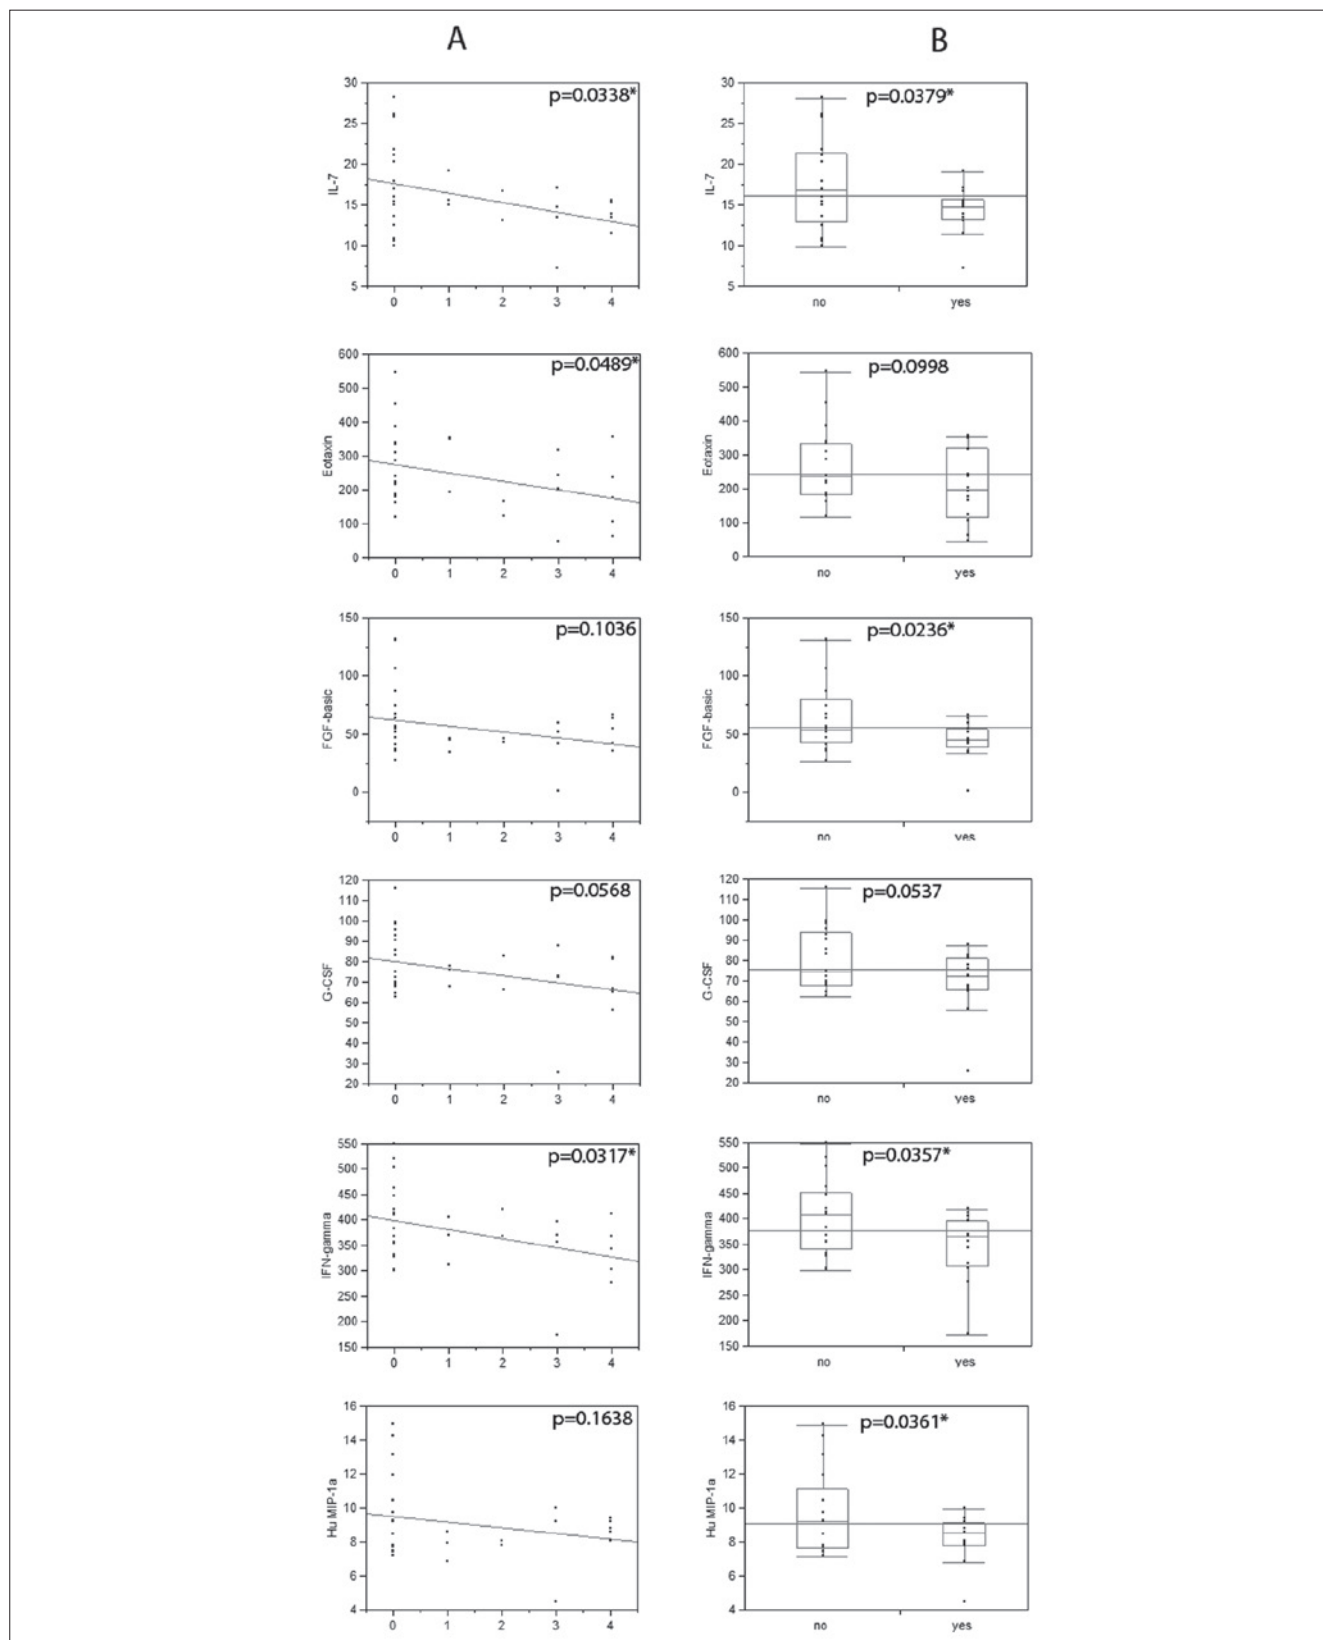 A
B
30
25
20
15
10
5
IL-7
p=0.0338*
0 1 2 3 4
30
25
20
15
10
5
IL-7
p=0.0379*
no yes
600
500
400
300
200
100
0
Eotaxin
p=0.0489*
0 1 2 3 4
600
500
400
300
200
100
0
Eotaxin
p=0.0998
no yes
150
100
50
0
FGF-basic
p=0.1036
0 1 2 3 4
150
100
50
0
FGF-basic
p=0.0236*
no yes
120
110
100
90
80
70
60
50
40
30
20
G-CSF
p=0.0568
0 1 2 3 4
120
110
100
90
80
70
60
50
40
30
20
G-CSF
p=0.0537
no yes
550
500
450
400
350
300
250
200
150
IFN-gamma
p=0.0317*
0 1 2 3 4
550
500
450
400
350
300
250
200
150
IFN-gamma
p=0.0357*
no yes
16
14
12
10
8
6
4
Hu MIP-1a
p=0.1638
0 1 2 3 4
16
14
12
10
8
6
4
Hu MIP-1a
p=0.0361*
no yes